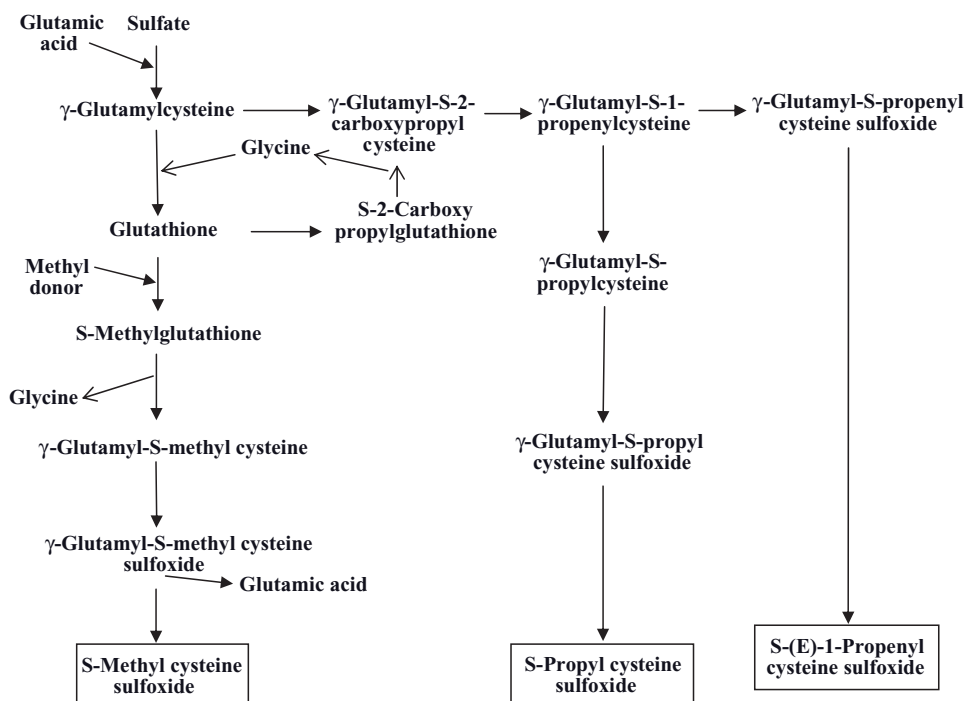 Glutamic
acid
Sulfate
γ-Glutamylcysteine
γ-Glutamyl-S-2-
carboxypropyl
cysteine
γ-Glutamyl-S-1-
propenylcysteine
γ-Glutamyl-S-propenyl
cysteine sulfoxide
Glycine
Glutathione
S-2-Carboxy
propylglutathione
Methyl
donor
γ-Glutamyl-S-
propylcysteine
S-Methylglutathione
Glycine
γ-Glutamyl-S-methyl cysteine
γ-Glutamyl-S-propyl
cysteine sulfoxide
γ-Glutamyl-S-methyl cysteine
sulfoxide
Glutamic acid
S-Methyl cysteine
sulfoxide
S-Propyl cysteine
sulfoxide
S-(E)-1-Propenyl
cysteine sulfoxide